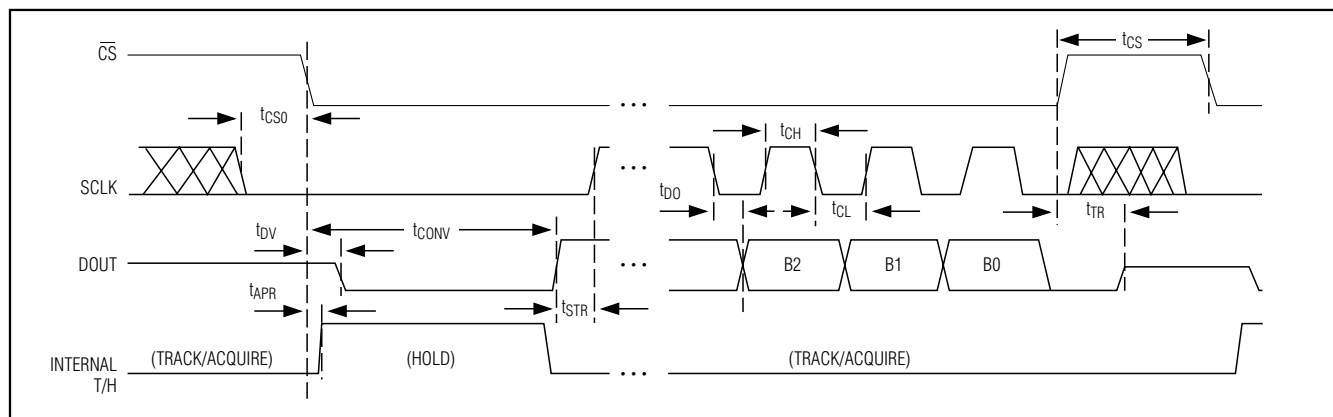 CS
tCS
tCS0
tCH
•••
•••
SCLK
tDO
tCL
tTR
tDV
tCONV
DOUT
•••
B2
B1
B0
tAPR
tSTR
(TRACK/ACQUIRE)
(HOLD)
(TRACK/ACQUIRE)
INTERNAL
T/H
•••